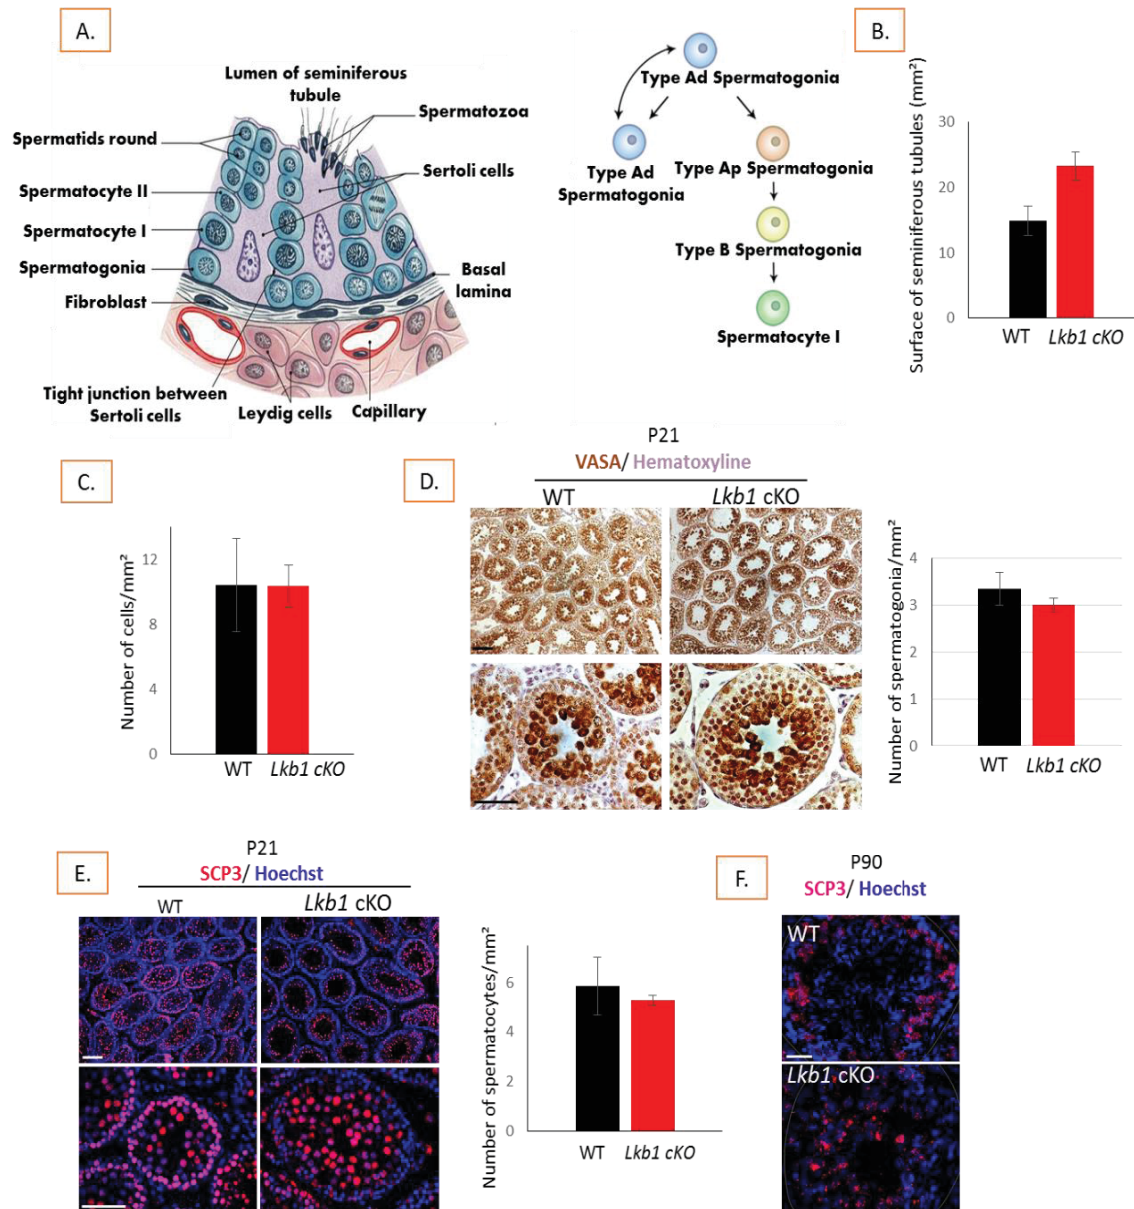 A.
Lumen of seminiferous
tubule
Spermatozoa
Spermatids round
Sertoli cells
Spermatocyte II
Spermatocyte I
Spermatogonia
Basal
lamina
Fibroblast
Tight junction between
Sertoli cells
Leydig cells
Capillary
Type Ad Spermatogonia
Type Ad
Spermatogonia
Type Ap Spermatogonia
Type B Spermatogonia
Spermatocyte I
B.
Surface of seminiferous tubules (mm²)
30
20
10
0
WT
Lkb1 cKO
C.
Number of cells/mm²
12
8
4
0
WT
Lkb1 cKO
D.
P21
VASA/ Hematoxyline
WT
Lkb1 cKO
Number of spermatogonia/mm²
4
3
2
1
0
WT
Lkb1 cKO
E.
P21
SCP3/ Hoechst
WT
Lkb1 cKO
Number of spermatocytes/mm²
6
4
2
0
WT
Lkb1 cKO
F.
P90
SCP3/ Hoechst
WT
Lkb1 cKO